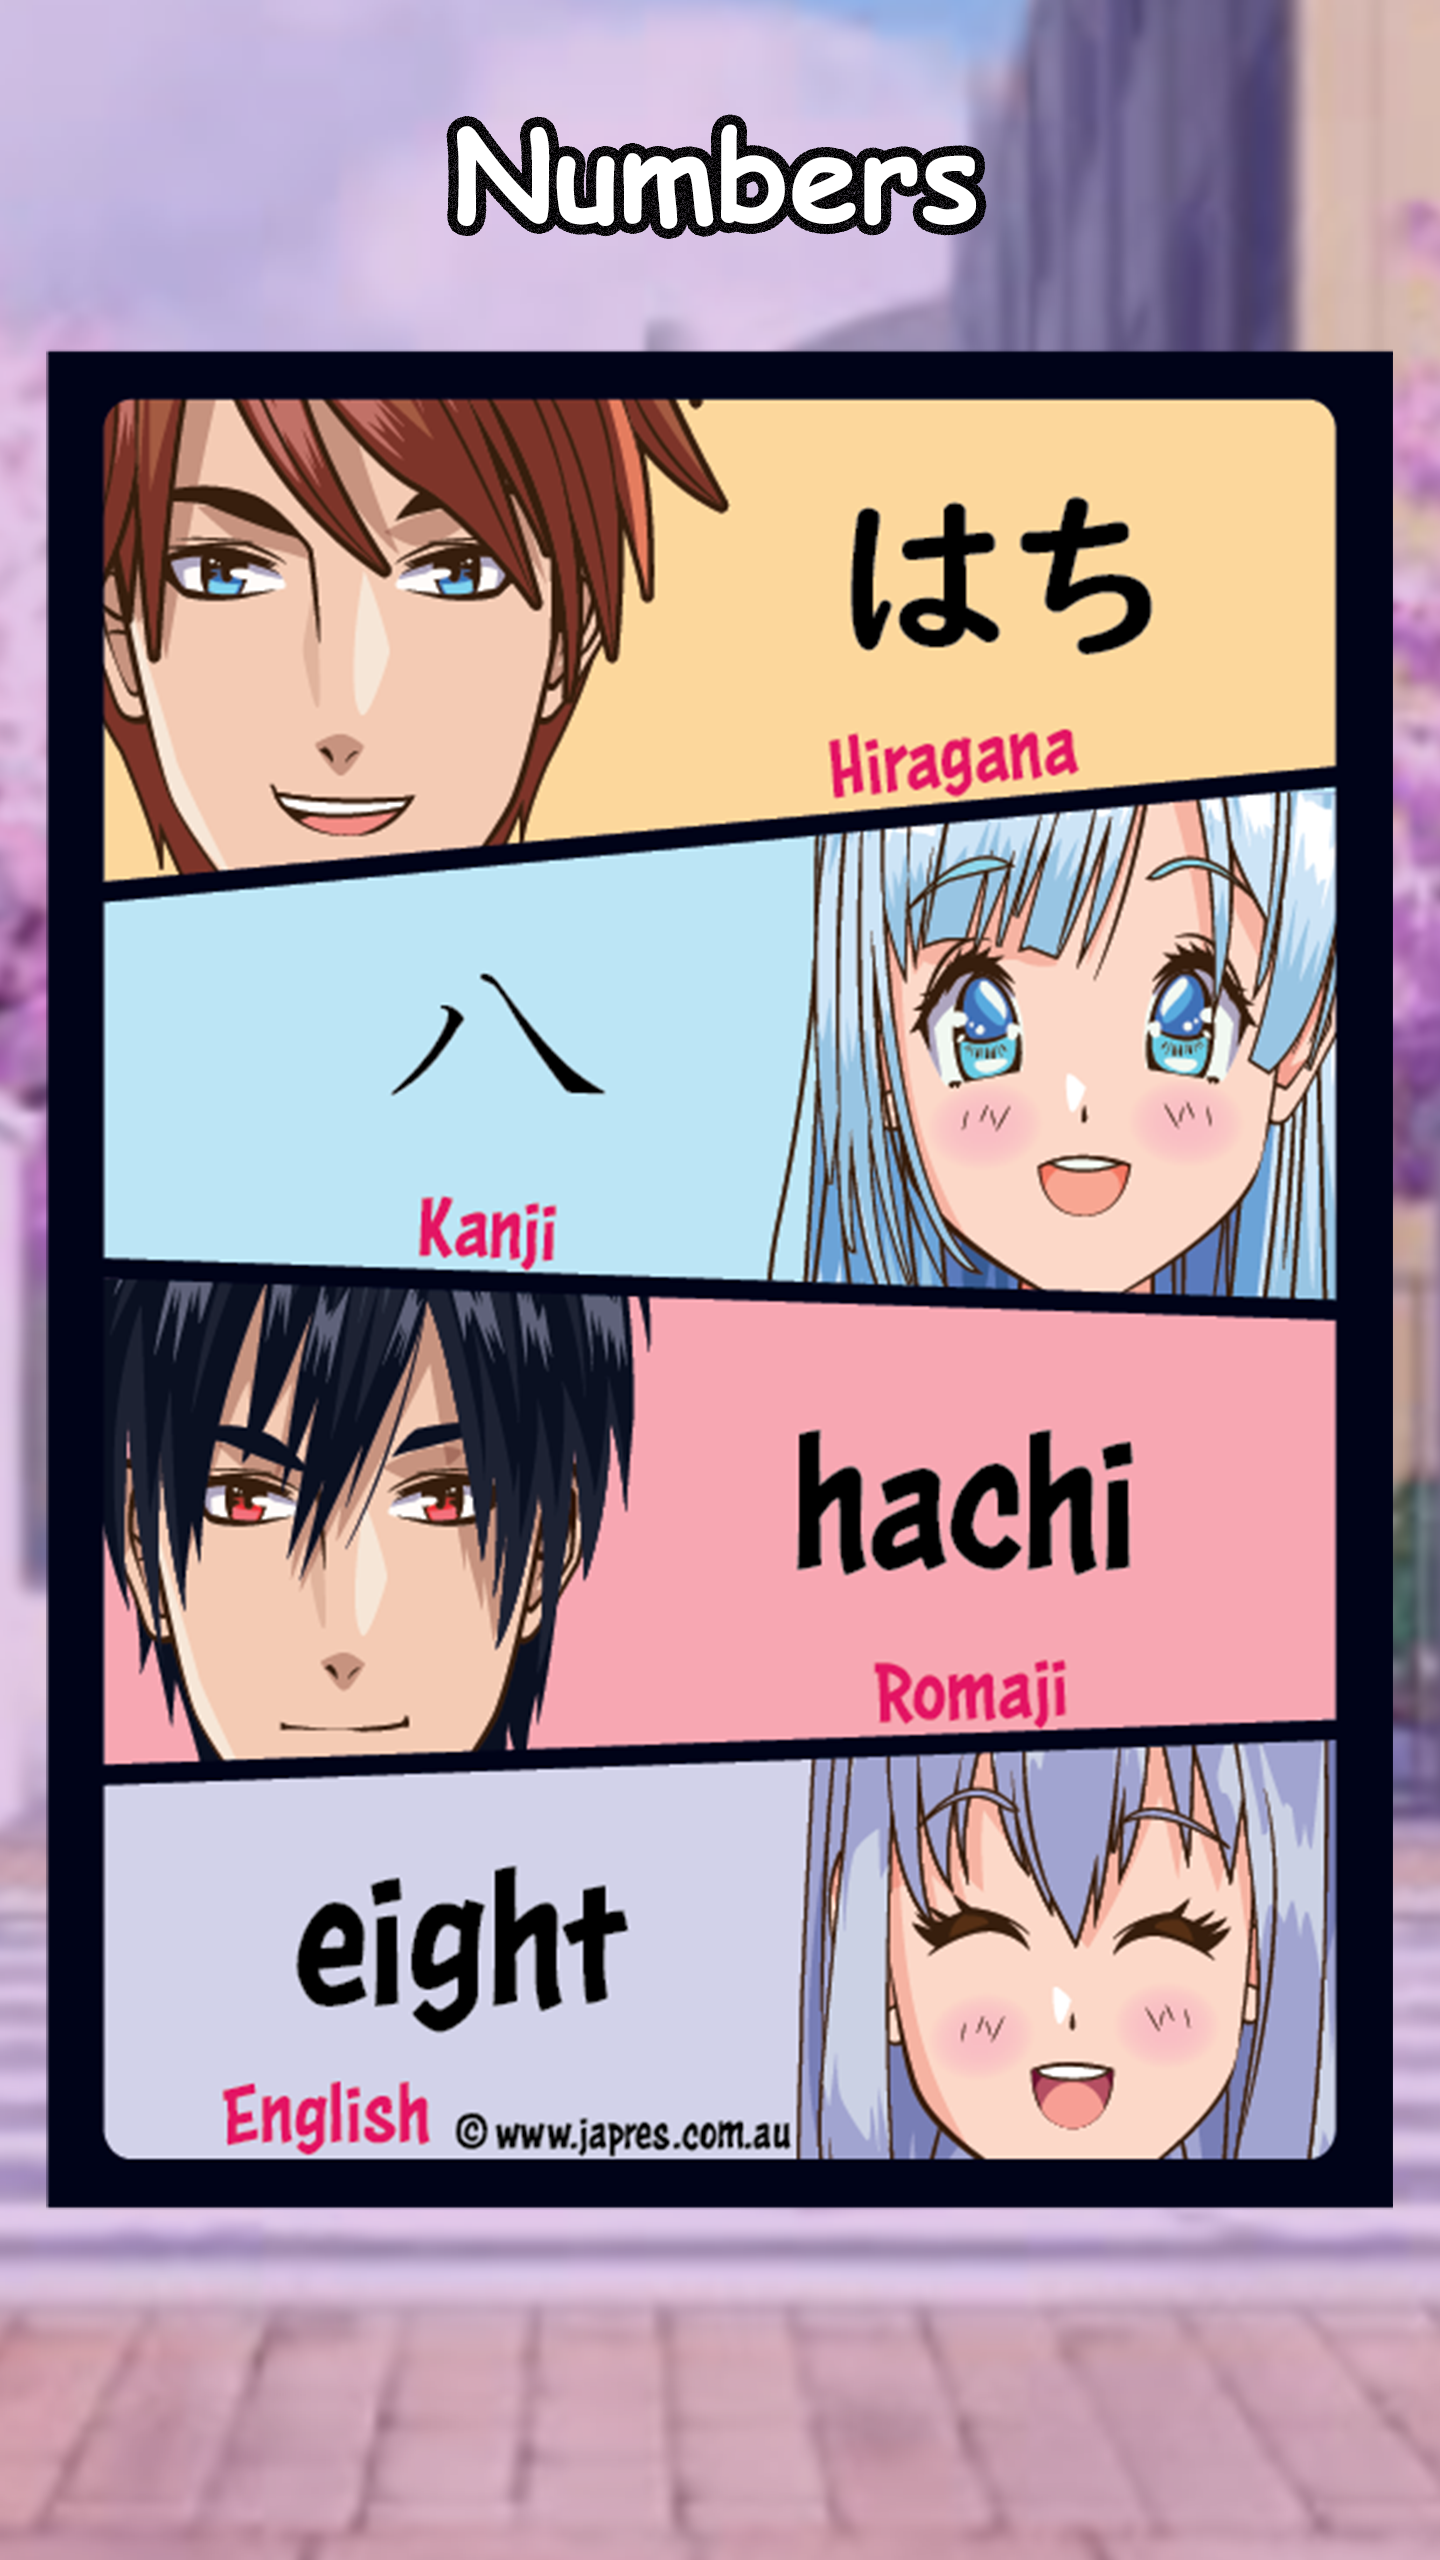 Numbers
はち
Hiragana
八
Kanji
hachi
Romaji
eight
English
© www.japres.com.au